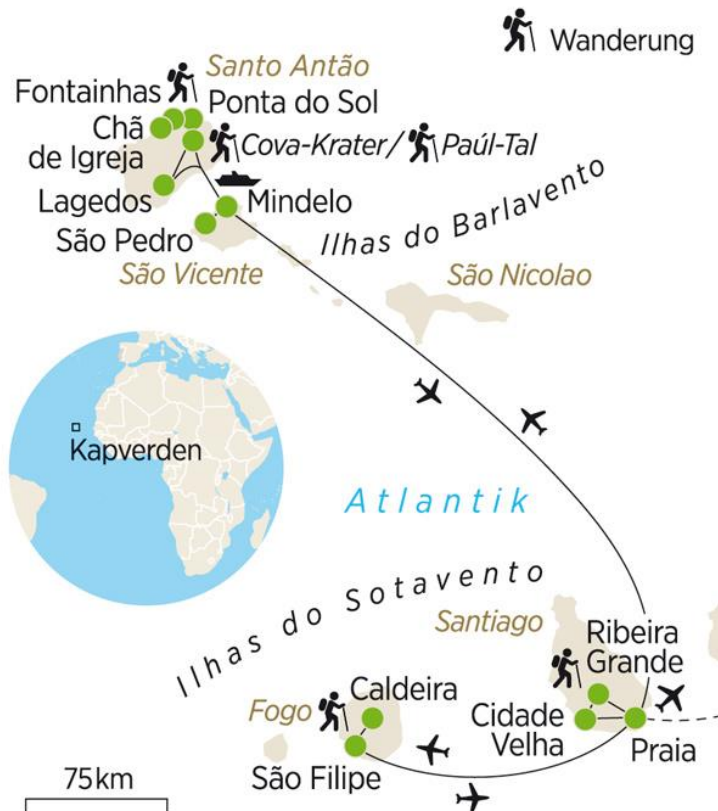 Wanderung
Santo Antão
Fontainhas
Ponta do Sol
Chã
de Igreja
Cova-Krater/
Paúl-Tal
Lagedos
Mindelo
São Pedro
Ilhas do Barlavento
São Vicente
São Nicolao
Kapverden
Atlantik
Ilhas do Sotavento
Santiago
Ribeira
Grande
Caldeira
Fogo
Cidade
Velha
Praia
São Filipe
75 km